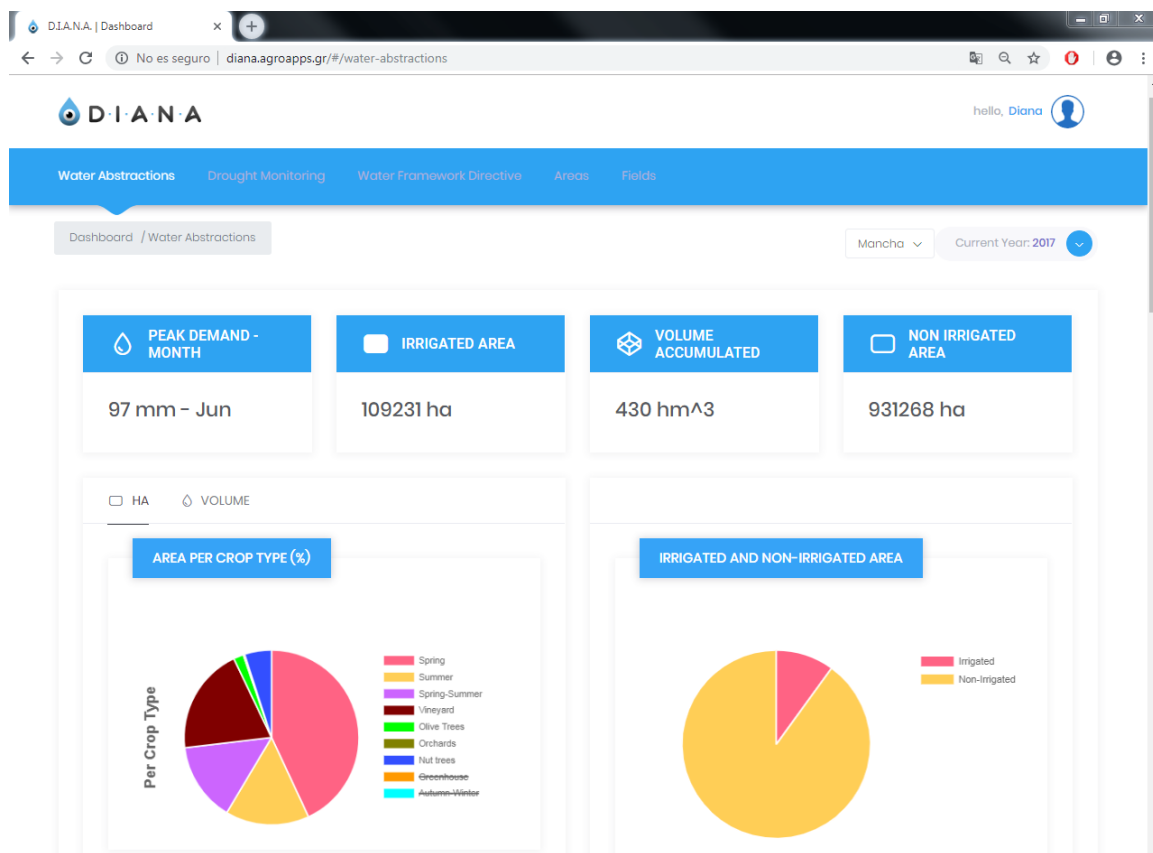 D.I.A.N.A. | Dashboard
No es seguro | diana.agroapps.gr/#/water-abstractions
D·I·A·N·A
hello, Diana
Water Abstractions Drought Monitoring Water Framework Directive Areas Fields
Dashboard / Water Abstractions
Mancha
Current Year: 2017
PEAK DEMAND -
MONTH
97 mm - Jun
IRRIGATED AREA
109231 ha
VOLUME
ACCUMULATED
430 hm^3
NON IRRIGATED
AREA
931268 ha
HA VOLUME
AREA PER CROP TYPE (%)
Per Crop Type
Spring
Summer
Spring-Summer
Vineyard
Olive Trees
Orchards
Nut trees
Greenhouse
Autumn-Winter
IRRIGATED AND NON-IRRIGATED AREA
Irrigated
Non-Irrigated